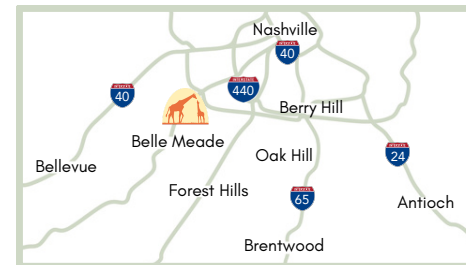 Nashville
40
40
440
Berry Hill
Belle Meade
Oak Hill
24
Bellevue
Forest Hills
65
Antioch
Brentwood